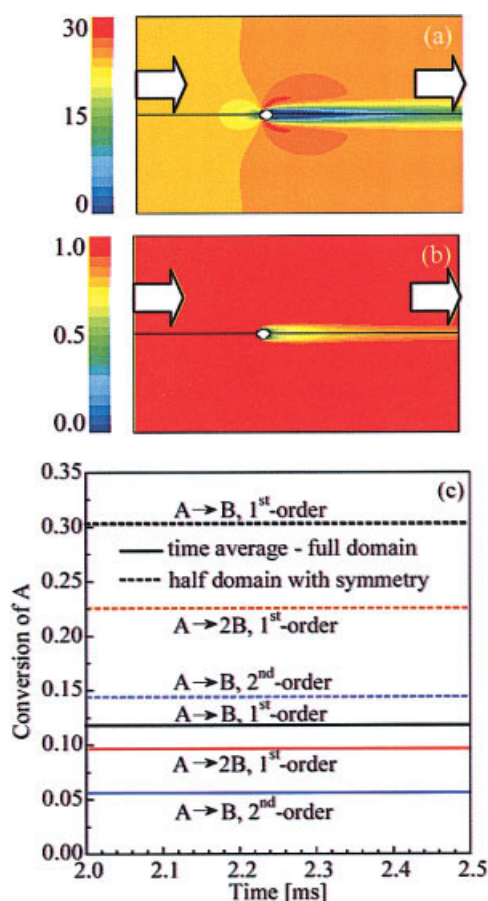 30
15
0
(a)
1.0
0.5
0.0
(b)
(c)
0.35
0.30
0.25
0.20
0.15
0.10
0.05
0.00
Conversion of A
A→B, 1st-order
time average - full domain
half domain with symmetry
A→2B, 1st-order
A→B, 2nd-order
A→B, 1st-order
A→2B, 1st-order
A→B, 2nd-order
2.0 2.1 2.2 2.3 2.4 2.5
Time [ms]